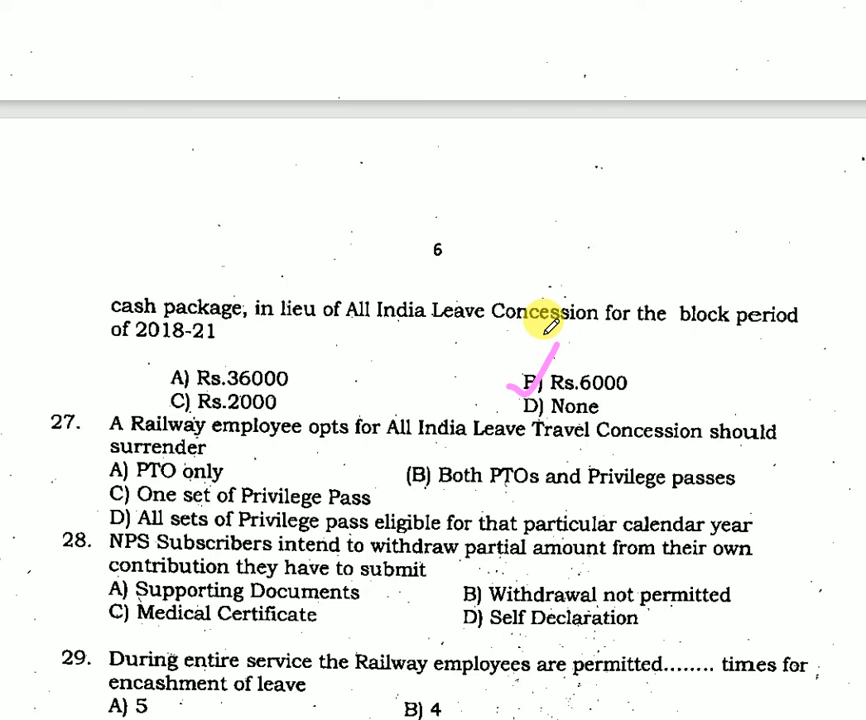 6
cash package, in lieu of All India Leave Concession for the block period
of 2018-21
A) Rs.36000 B) Rs.6000
C) Rs.2000 D) None
27. A Railway employee opts for All India Leave Travel Concession should
surrender
A) PTO only (B) Both PTOs and Privilege passes
C) One set of Privilege Pass
D) All sets of Privilege pass eligible for that particular calendar year
28. NPS Subscribers intend to withdraw partial amount from their own
contribution they have to submit
A) Supporting Documents B) Withdrawal not permitted
C) Medical Certificate D) Self Declaration
29. During entire service the Railway employees are permitted........ times for
encashment of leave
A) 5 B) 4